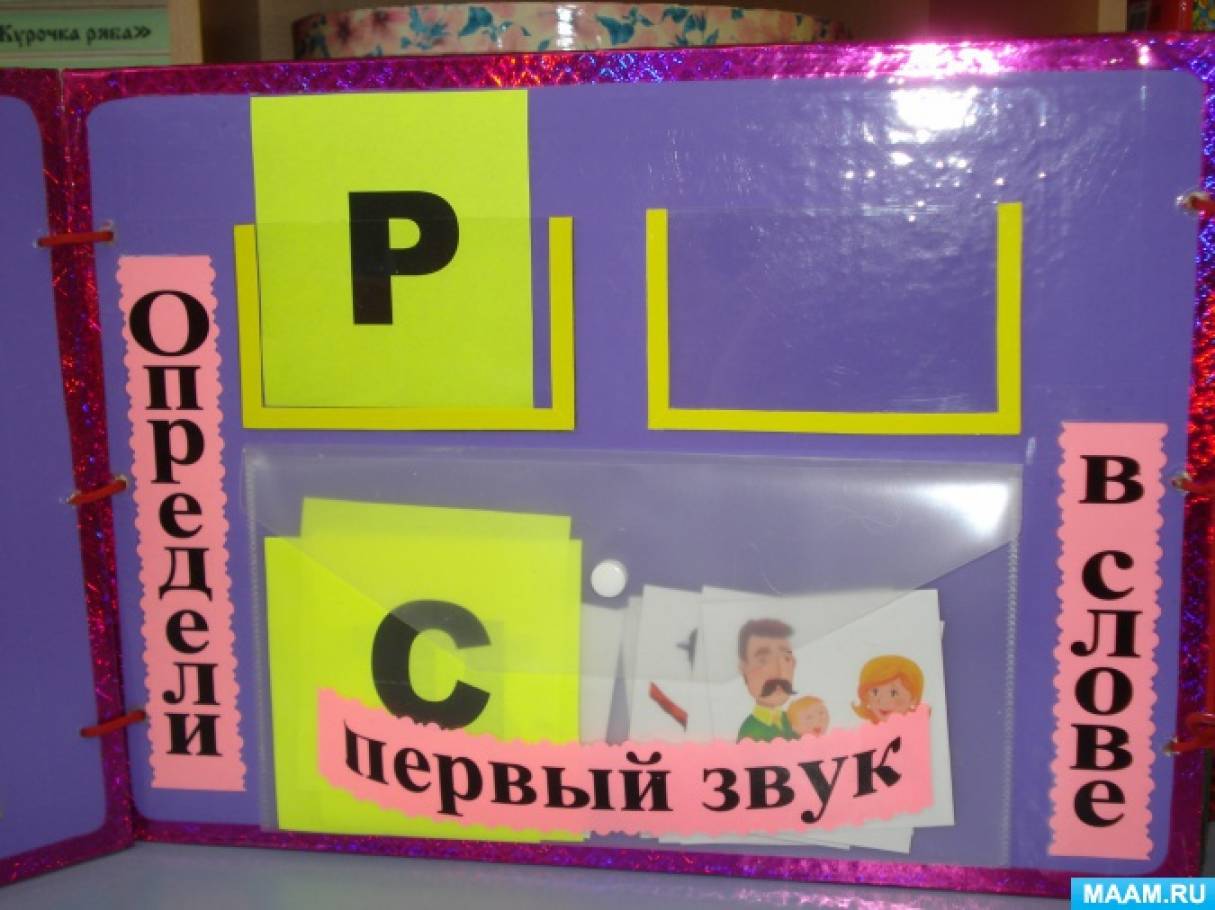 Курочка ряба»
Р
Определи
С
первый звук
в слове
MAAM.RU